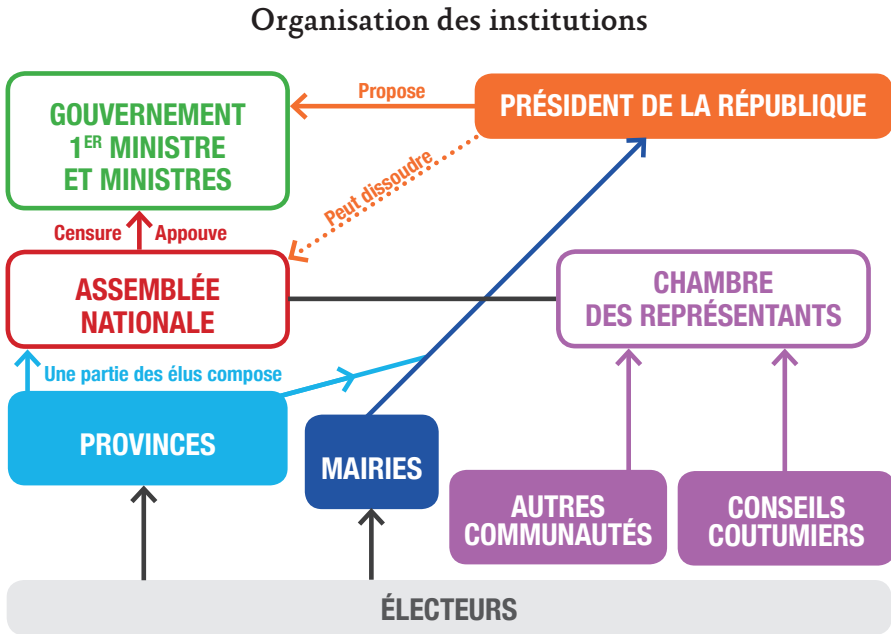 Organisation des institutions
GOUVERNEMENT
1ER MINISTRE
ET MINISTRES
Propose
PRÉSIDENT DE LA RÉPUBLIQUE
Peut dissoudre
Censure
Appouve
ASSEMBLÉE
NATIONALE
CHAMBRE
DES REPRÉSENTANTS
Une partie des élus compose
PROVINCES
MAIRIES
AUTRES
COMMUNAUTÉS
CONSEILS
COUTUMIERS
ÉLECTEURS